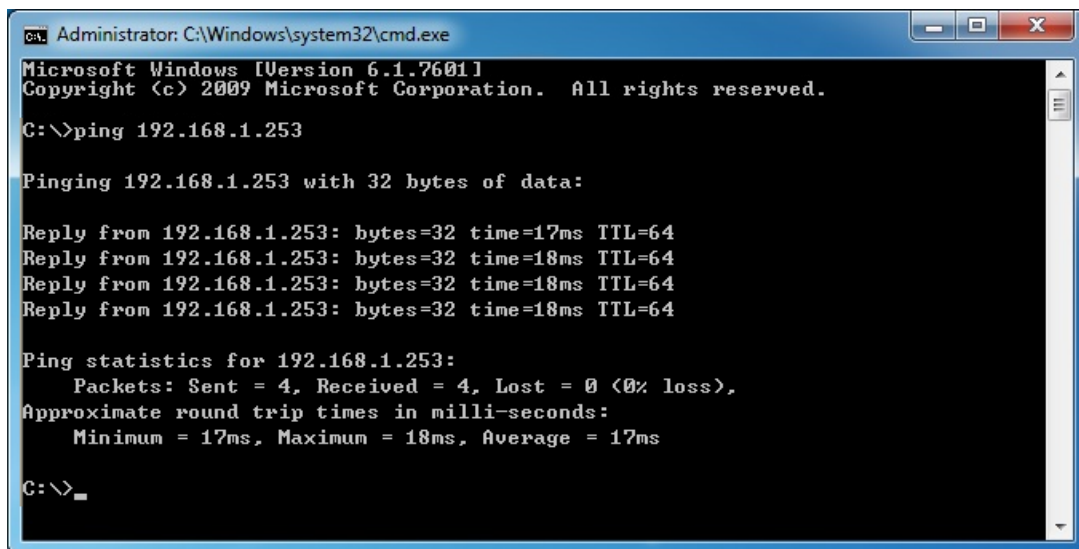 Administrator: C:\Windows\system32\cmd.exe
Microsoft Windows [Version 6.1.7601]
Copyright (c) 2009 Microsoft Corporation.  All rights reserved.
C:\>ping 192.168.1.253
Pinging 192.168.1.253 with 32 bytes of data:
Reply from 192.168.1.253: bytes=32 time=17ms TTL=64
Reply from 192.168.1.253: bytes=32 time=18ms TTL=64
Reply from 192.168.1.253: bytes=32 time=18ms TTL=64
Reply from 192.168.1.253: bytes=32 time=18ms TTL=64
Ping statistics for 192.168.1.253:
    Packets: Sent = 4, Received = 4, Lost = 0 (0% loss),
Approximate round trip times in milli-seconds:
    Minimum = 17ms, Maximum = 18ms, Average = 17ms
C:\>_